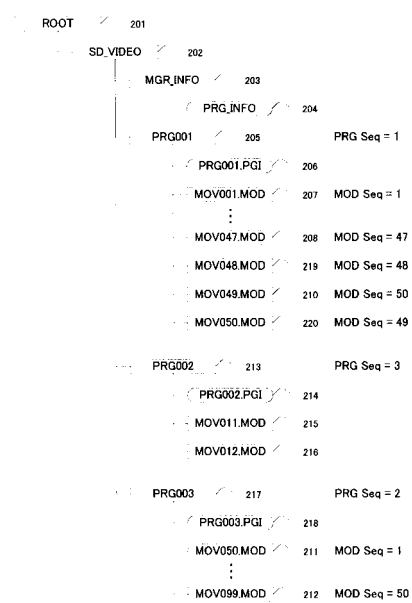 ROOT 201
SD_VIDEO 202
MGR_INFO 203
PRG_INFO 204
PRG001 205 PRG Seq = 1
PRG001.PGI 206
MOV001.MOD 207 MOD Seq = 1
⋮
MOV047.MOD 208 MOD Seq = 47
MOV048.MOD 219 MOD Seq = 48
MOV049.MOD 210 MOD Seq = 50
MOV050.MOD 220 MOD Seq = 49
PRG002 213 PRG Seq = 3
PRG002.PGI 214
MOV011.MOD 215
MOV012.MOD 216
PRG003 217 PRG Seq = 2
PRG003.PGI 218
MOV050.MOD 211 MOD Seq = 1
⋮
MOV099.MOD 212 MOD Seq = 50